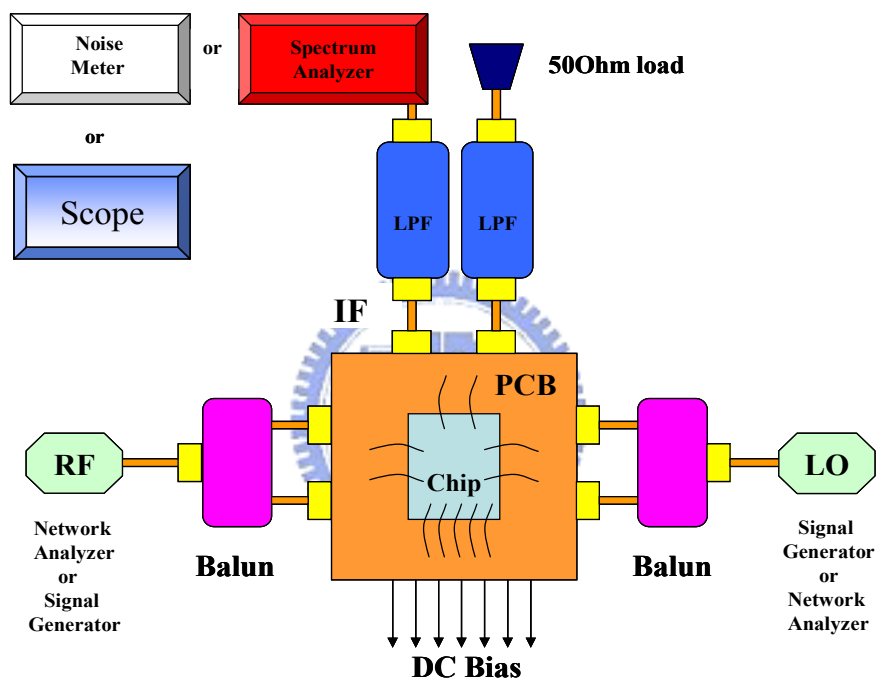 Noise
Meter
or
Spectrum
Analyzer
50Ohm load
or
Scope
LPF
LPF
IF
PCB
RF
Chip
LO
Network
Analyzer
or
Signal
Generator
Balun
Balun
Signal
Generator
or
Network
Analyzer
DC Bias